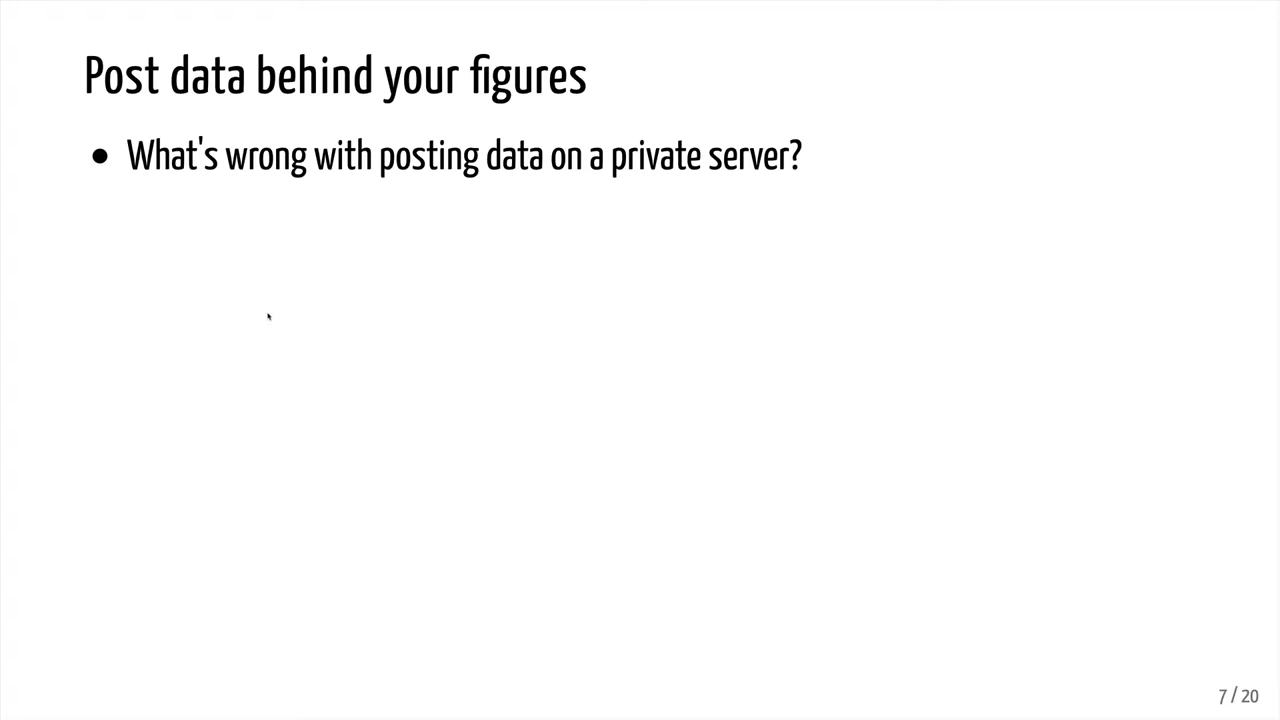 Post data behind your figures
• What's wrong with posting data on a private server?
7 / 20